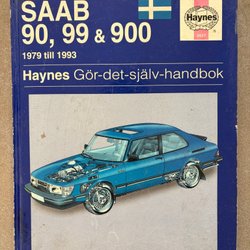 SAAB
90, 99 & 900
1979 till 1993
Haynes
Haynes Gör-det-själv-handbok